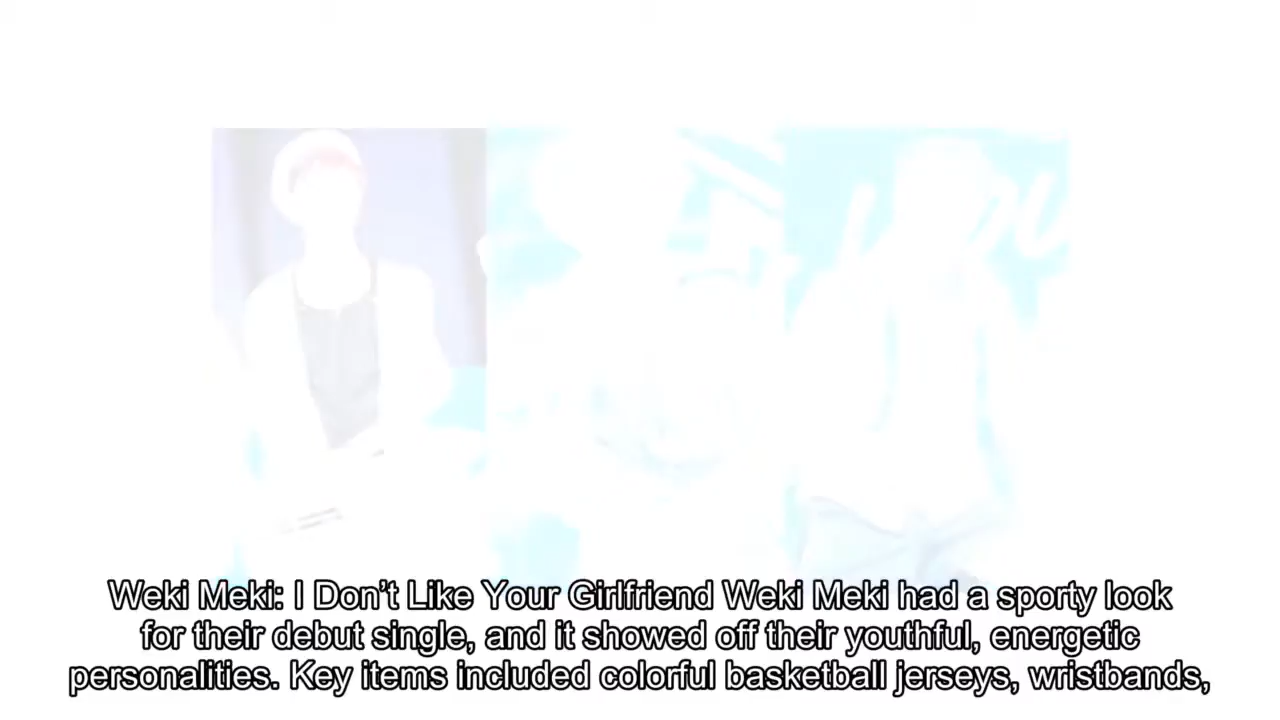 Weki Meki: I Don’t Like Your Girlfriend Weki Meki had a sporty look
for their debut single, and it showed off their youthful, energetic
personalities. Key items included colorful basketball jerseys, wristbands,